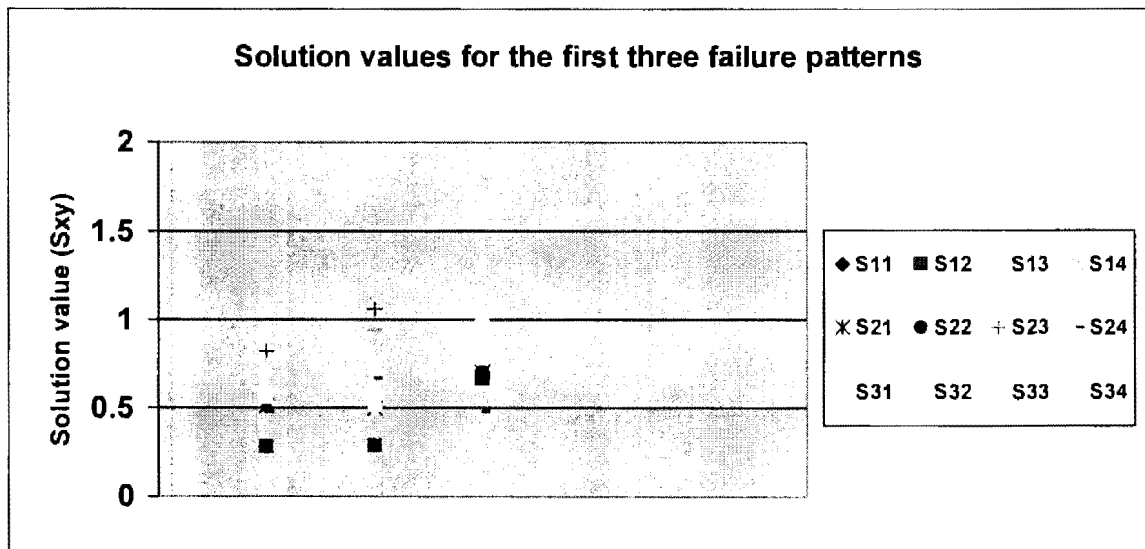 Solution values for the first three failure patterns
Solution value (Sxy)
2
1.5
1
0.5
0
S11 S12 S13 S14
S21 S22 S23 S24
S31 S32 S33 S34